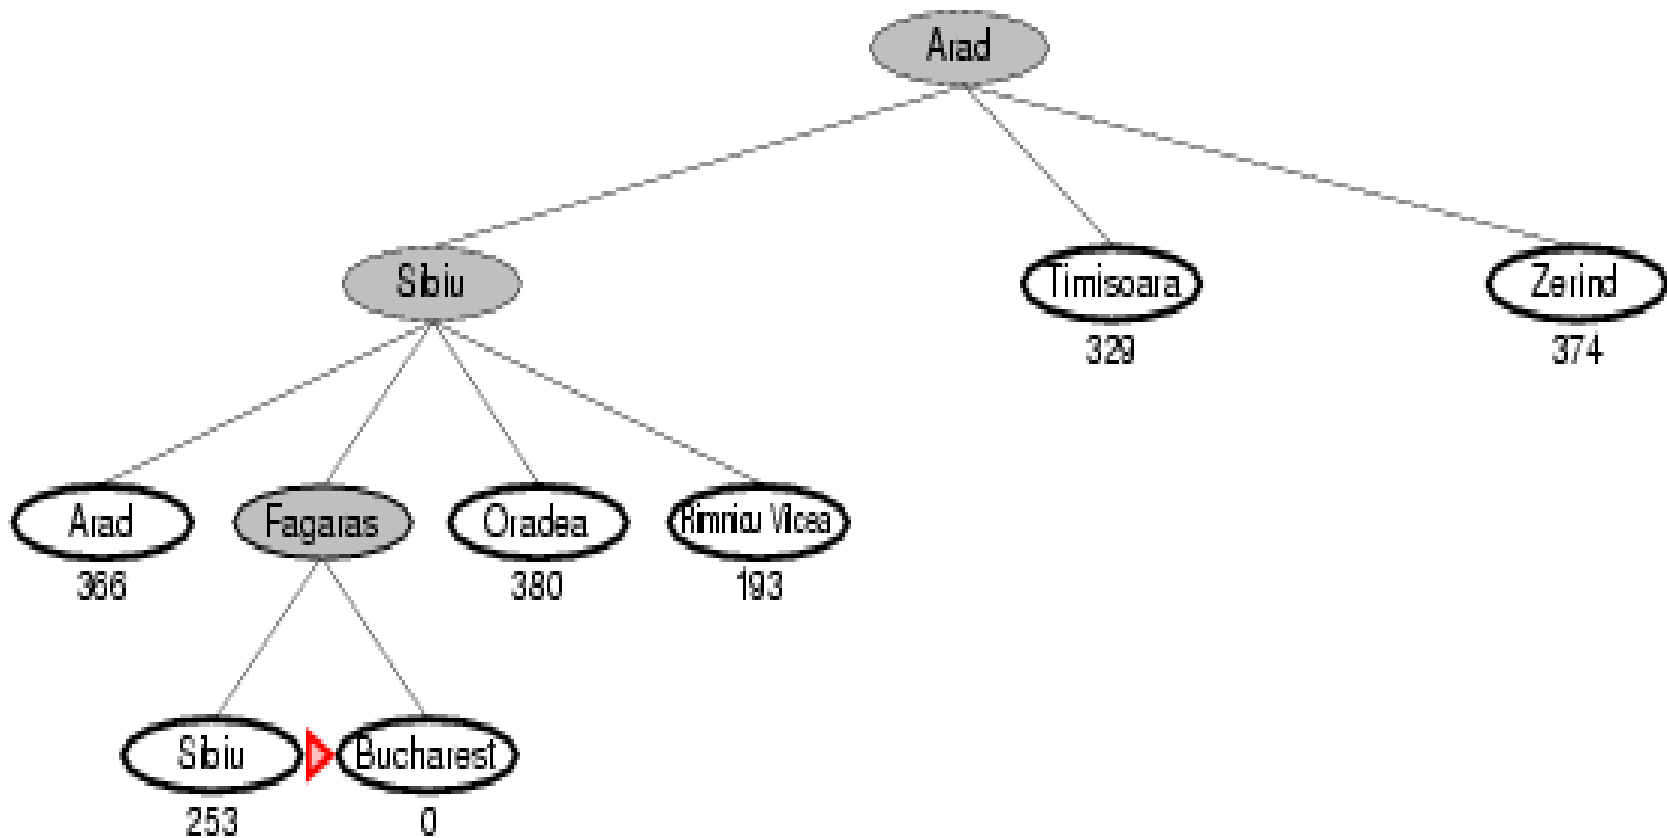 Arad
Sibiu
Timisoara
Zerind
329
374
Arad
Fagaras
Oradea
Rimnicu Vilcea
366
380
193
Sibiu
Bucharest
253
0